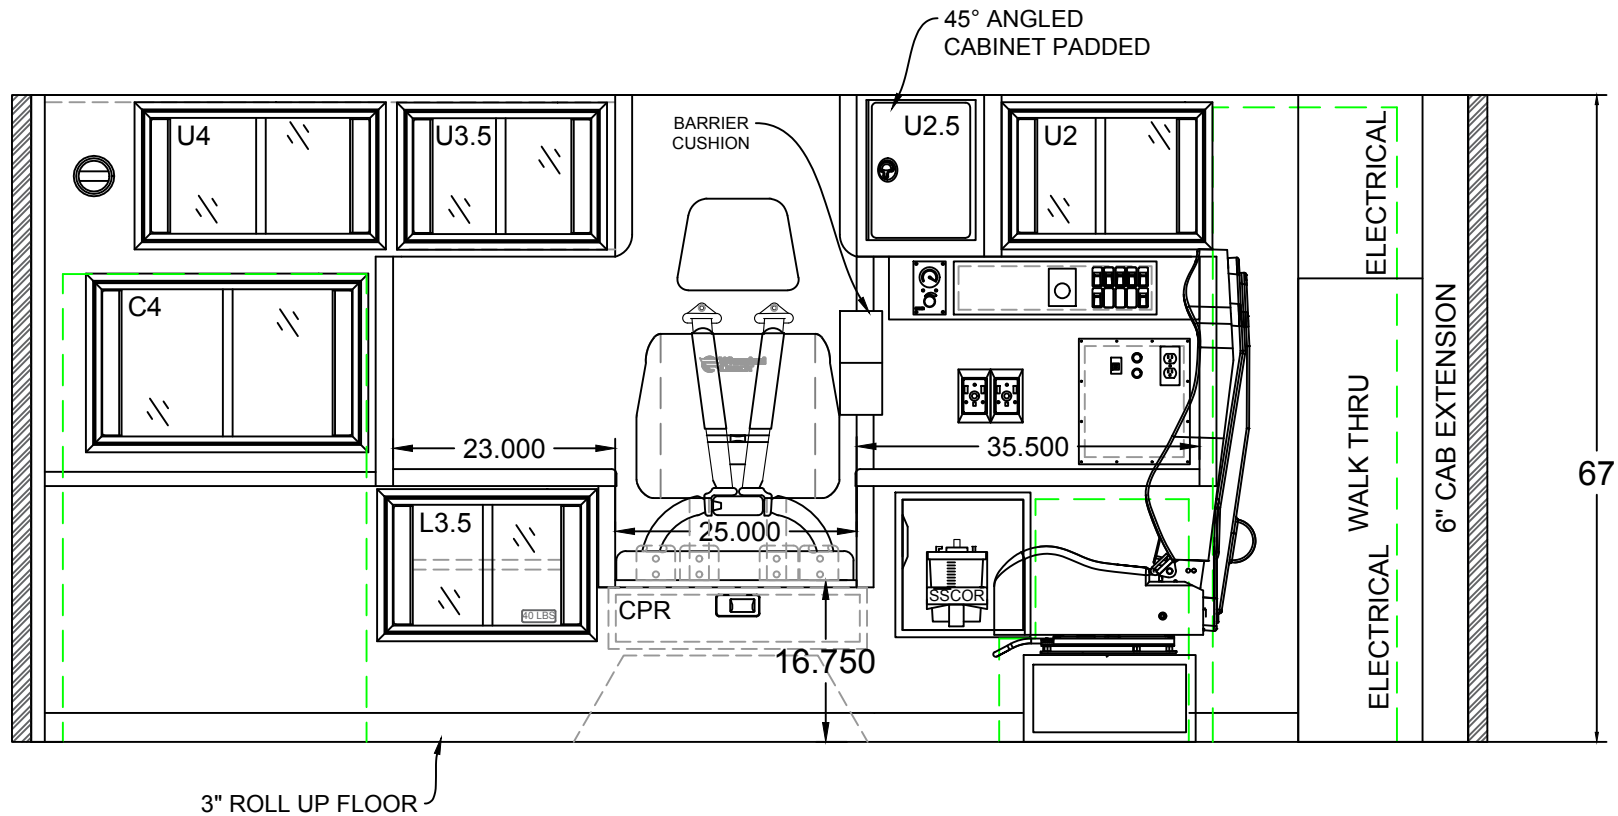 45° ANGLED
CABINET PADDED
U4
U3.5
BARRIER
CUSHION
U2.5
U2
ELECTRICAL
C4
6" CAB EXTENSION
WALK THRU
23.000
35.500
67
L3.5
25.000
40 LBS
CPR
SSCOR
ELECTRICAL
16.750
3" ROLL UP FLOOR